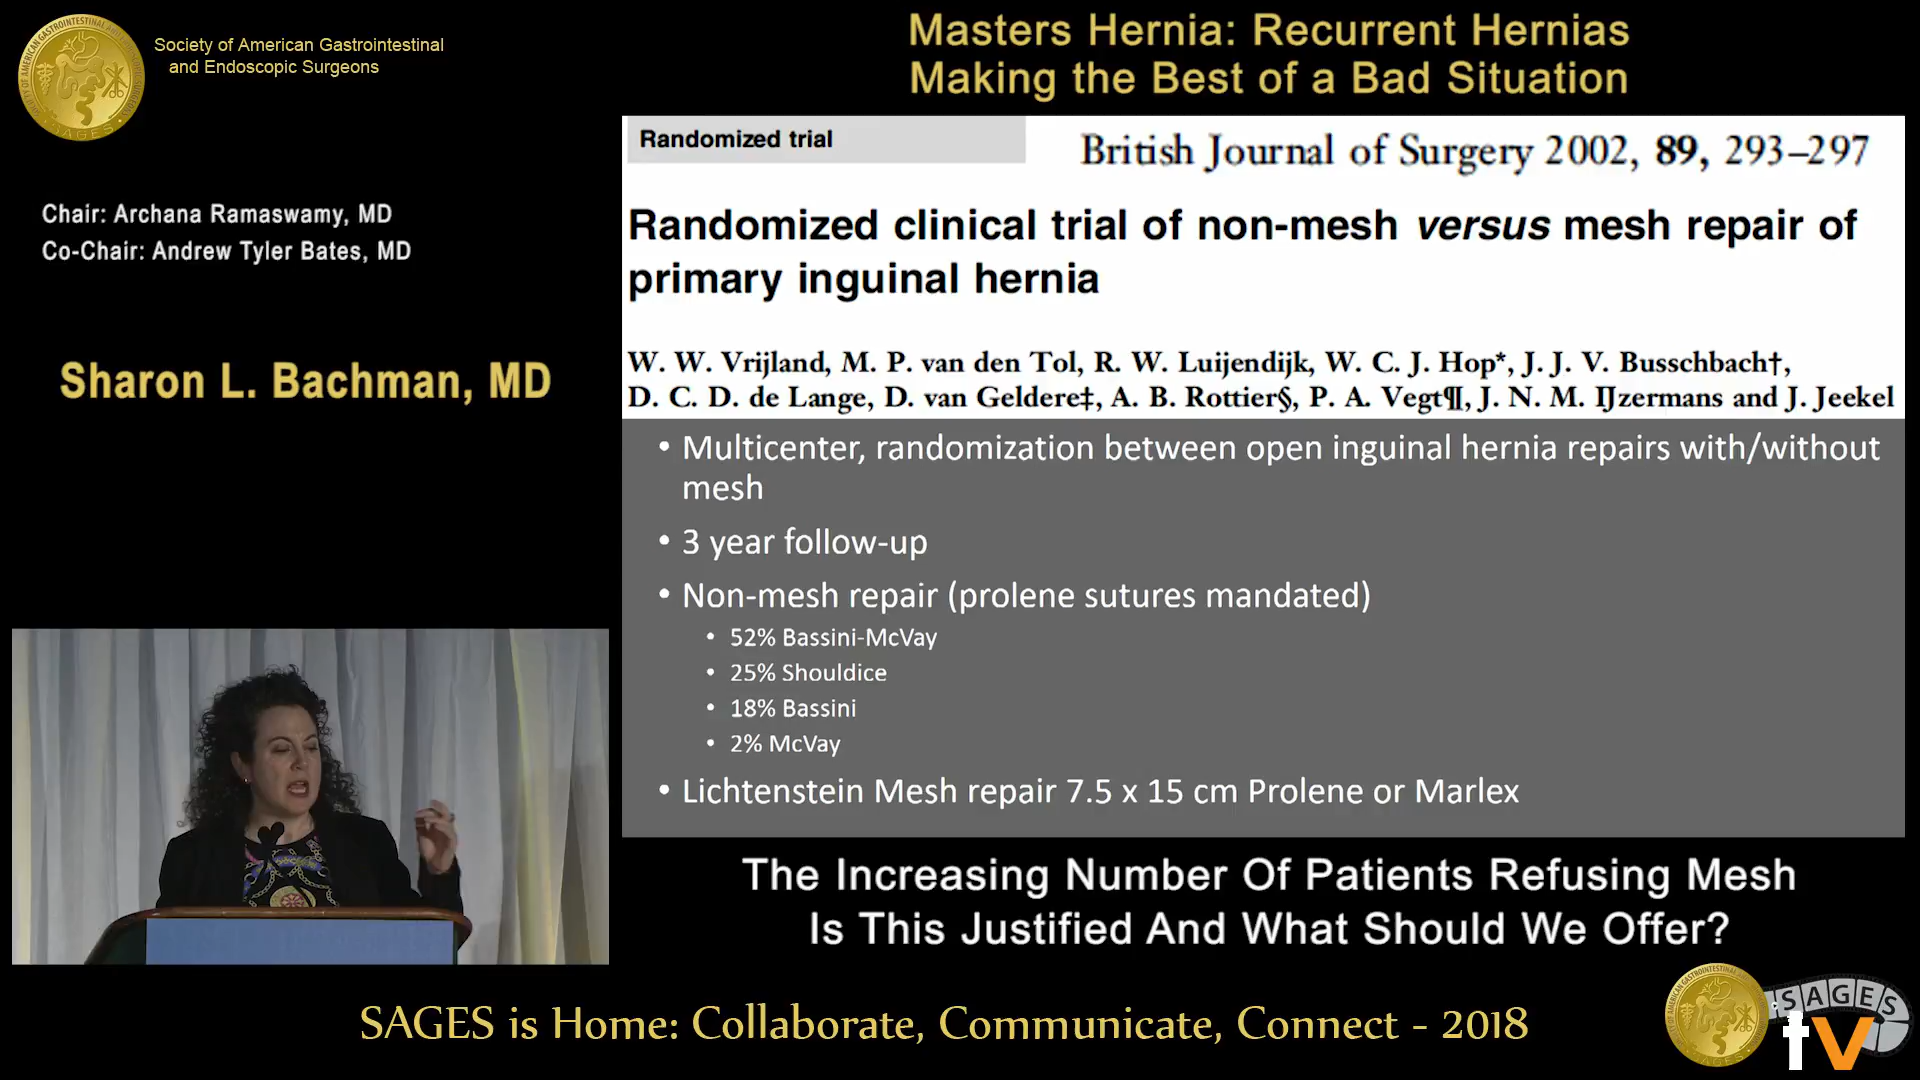 Society of American Gastrointestinal
and Endoscopic Surgeons
Masters Hernia: Recurrent Hernias
Making the Best of a Bad Situation
Chair: Archana Ramaswamy, MD
Co-Chair: Andrew Tyler Bates, MD
Sharon L. Bachman, MD
Randomized trial
British Journal of Surgery 2002, 89, 293–297
Randomized clinical trial of non-mesh versus mesh repair of
primary inguinal hernia
W. W. Vrijland, M. P. van den Tol, R. W. Luijendijk, W. C. J. Hop*, J. J. V. Busschbach†,
D. C. D. de Lange, D. van Geldere‡, A. B. Rottier§, P. A. Vegt¶, J. N. M. IJzermans and J. Jeekel
• Multicenter, randomization between open inguinal hernia repairs with/without
mesh
• 3 year follow-up
• Non-mesh repair (prolene sutures mandated)
• 52% Bassini-McVay
• 25% Shouldice
• 18% Bassini
• 2% McVay
• Lichtenstein Mesh repair 7.5 x 15 cm Prolene or Marlex
The Increasing Number Of Patients Refusing Mesh
Is This Justified And What Should We Offer?
SAGES is Home: Collaborate, Communicate, Connect - 2018
SAGES
tv